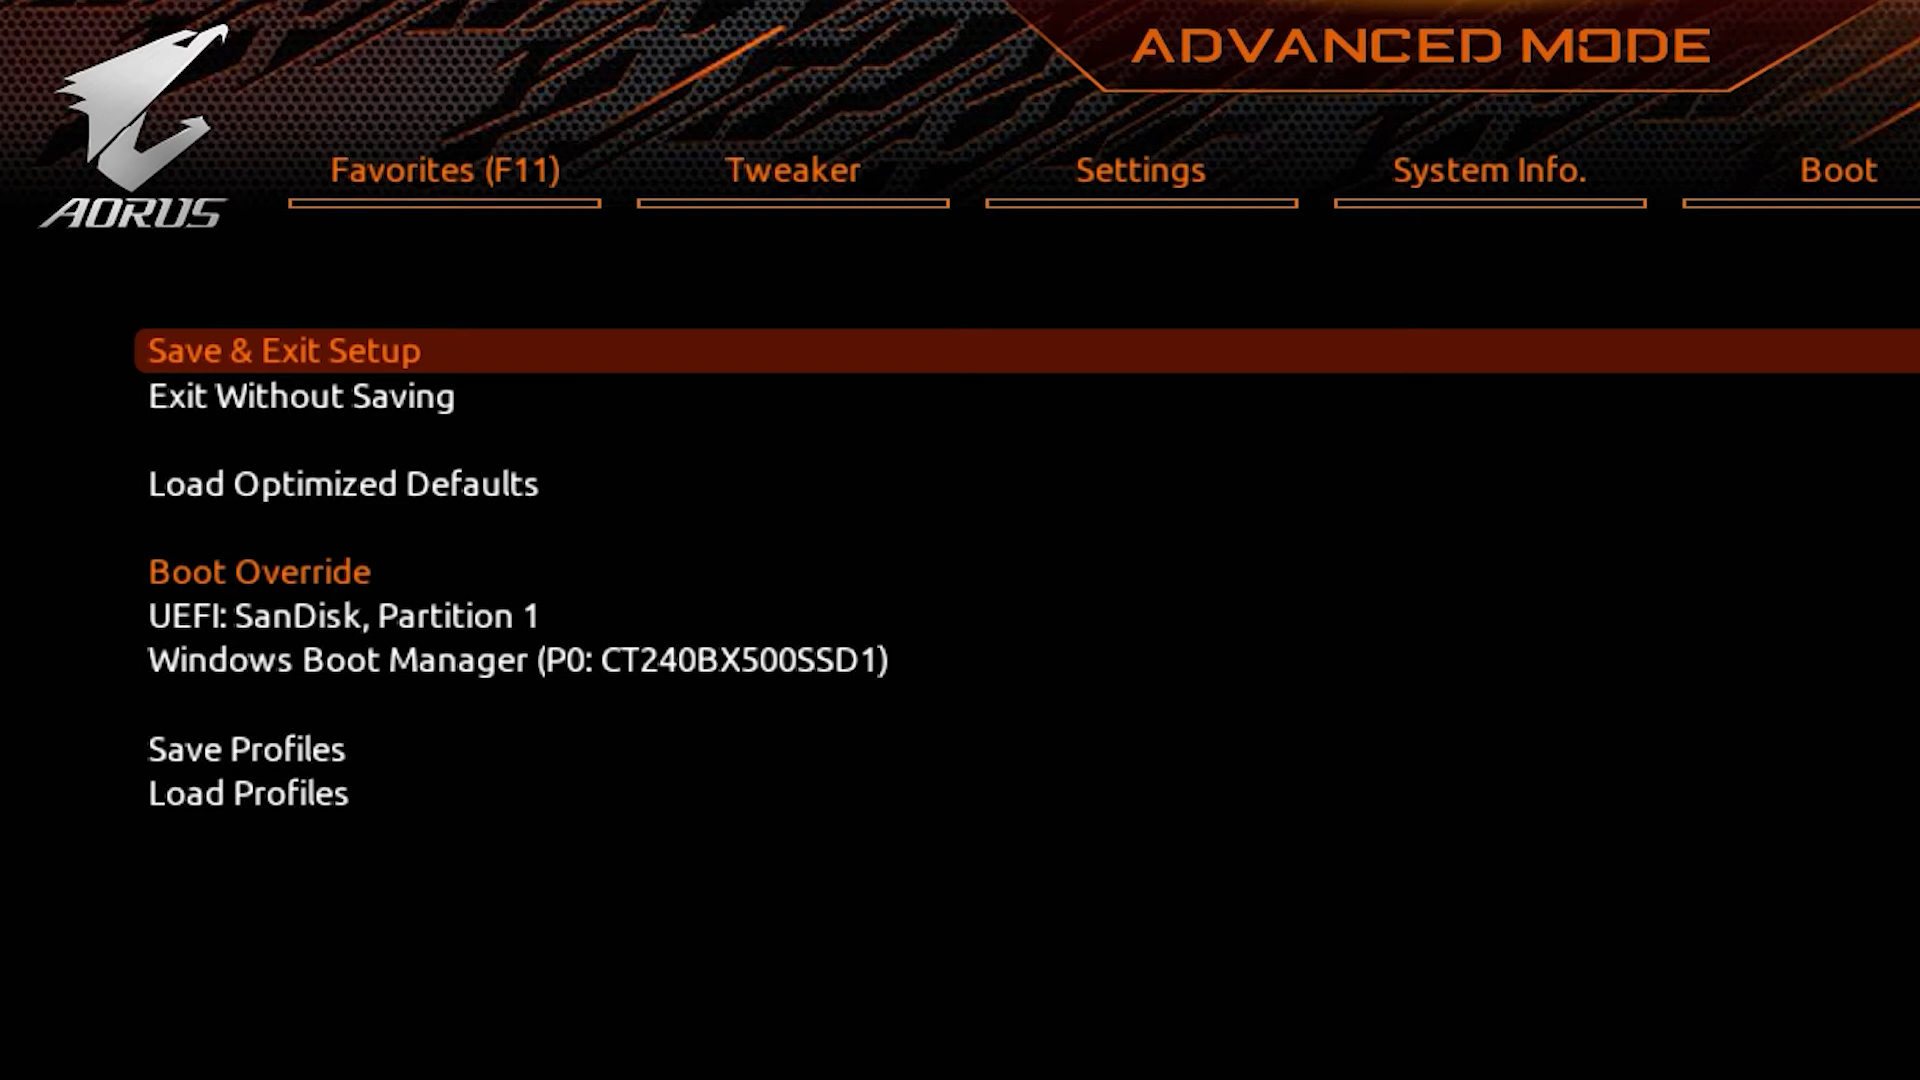 ADVANCED MODE
Favorites (F11) Tweaker Settings System Info. Boot
AORUS
Save & Exit Setup
Exit Without Saving
Load Optimized Defaults
Boot Override
UEFI: SanDisk, Partition 1
Windows Boot Manager (P0: CT240BX500SSD1)
Save Profiles
Load Profiles